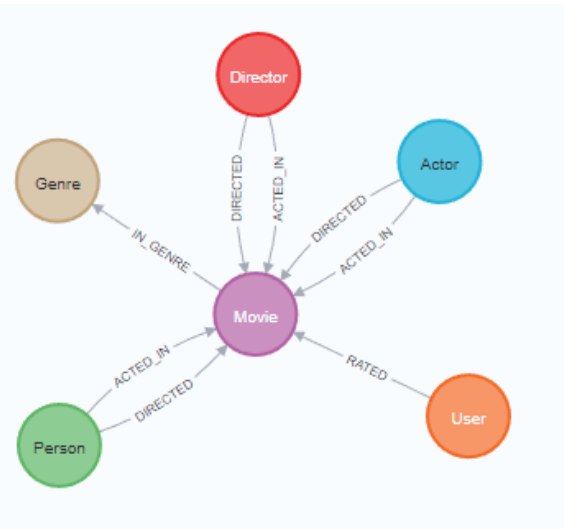 Director
Actor
Genre
DIRECTED
ACTED_IN
DIRECTED
ACTED_IN
IN_GENRE
Movie
ACTED_IN
DIRECTED
RATED
User
Person